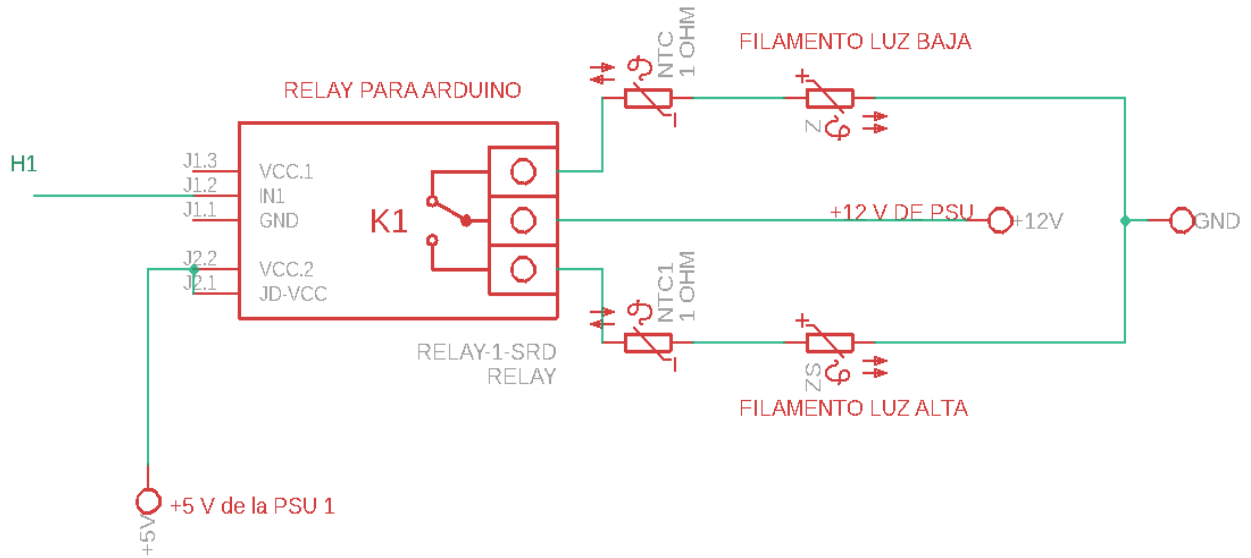 FILAMENTO LUZ BAJA
NTC
1 OHM
Z
RELAY PARA ARDUINO
H1
J1.3
J1.2
J1.1
J2.2
J2.1
VCC.1
IN1
GND
VCC.2
JD-VCC
K1
+12 V DE PSU
+12V
GND
NTC1
1 OHM
ZS
RELAY-1-SRD
RELAY
FILAMENTO LUZ ALTA
+5 V de la PSU 1
+5V